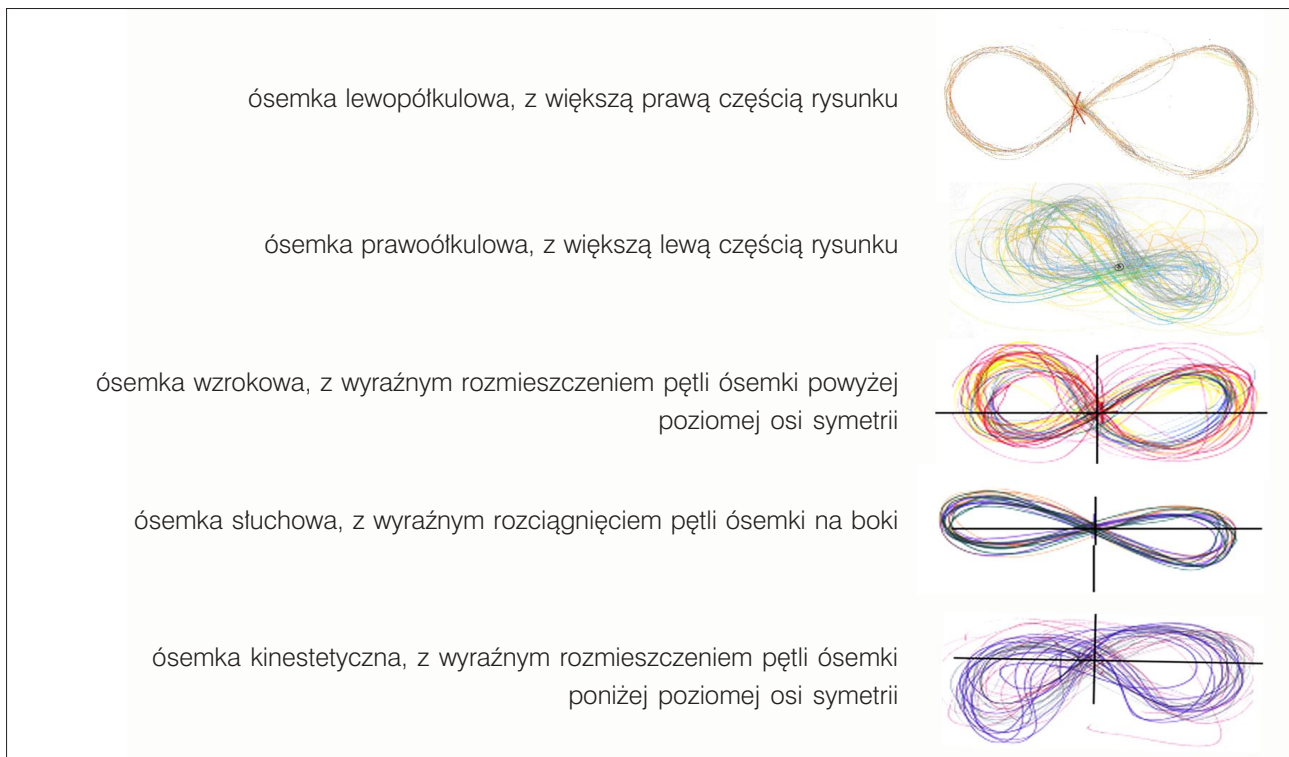 ósemka lewopółkulowa, z większą prawą częścią rysunku
ósemka prawoółkulowa, z większą lewą częścią rysunku
ósemka wzrokowa, z wyraźnym rozmieszczeniem pętli ósemki powyżej
poziomej osi symetrii
ósemka słuchowa, z wyraźnym rozciągnięciem pętli ósemki na boki
ósemka kinestetyczna, z wyraźnym rozmieszczeniem pętli ósemki
poniżej poziomej osi symetrii